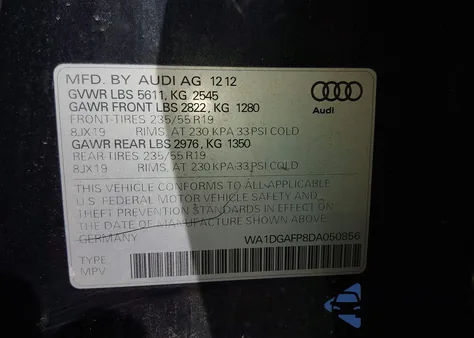 MFD. BY AUDI AG 12 12
GVWR LBS 5611, KG 2545
GAWR FRONT LBS 2822, KG 1280
FRONT TIRES 235/55 R19
8JX19 RIMS, AT 230 KPA 33 PSI COLD
GAWR REAR LBS 2976, KG 1350
REAR TIRES 235/55 R19
8JX19 RIMS, AT 230 KPA 33 PSI COLD
Audi
THIS VEHICLE CONFORMS TO ALL APPLICABLE
U.S. FEDERAL MOTOR VEHICLE SAFETY AND
THEFT PREVENTION STANDARDS IN EFFECT ON
THE DATE OF MANUFACTURE SHOWN ABOVE
GERMANY WA1DGAFP8DA050856
TYPE:
MPV